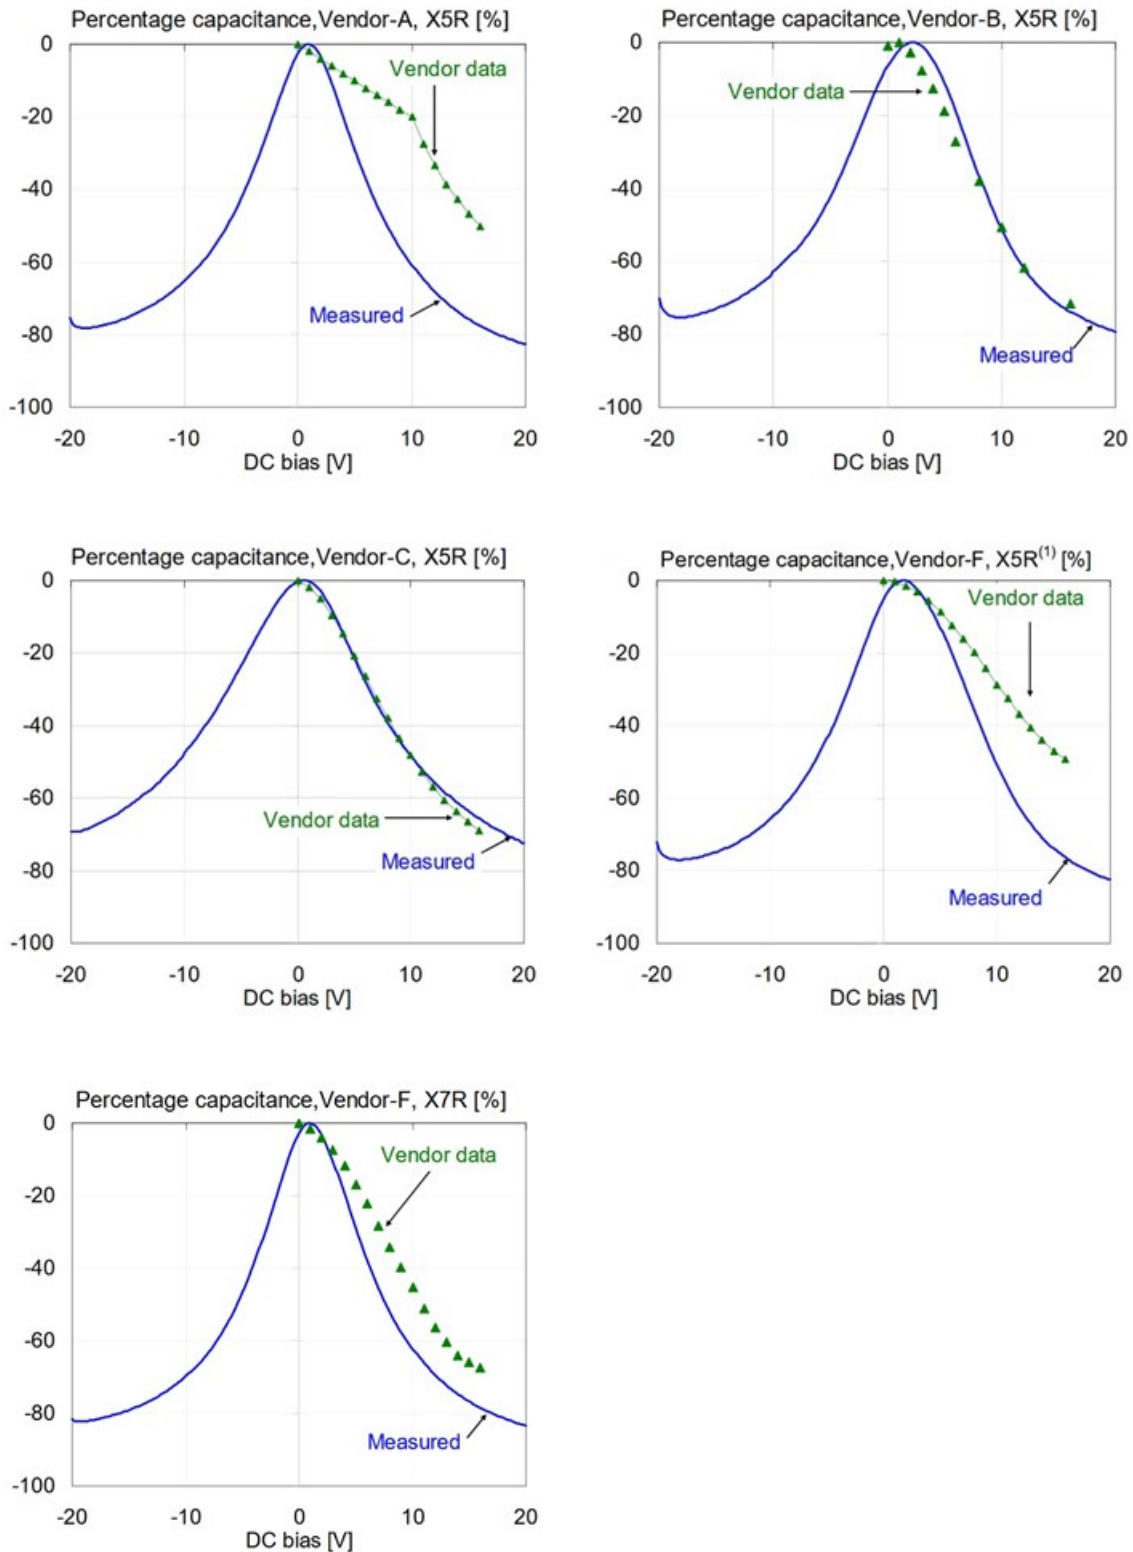 Percentage capacitance,Vendor-A, X5R [%]
0
-20
-40
-60
-80
-100
Vendor data
Measured
-20 -10 0 10 20
DC bias [V]
Percentage capacitance,Vendor-B, X5R [%]
0
-20
-40
-60
-80
-100
Vendor data
Measured
-20 -10 0 10 20
DC bias [V]
Percentage capacitance,Vendor-C, X5R [%]
0
-20
-40
-60
-80
-100
Vendor data
Measured
-20 -10 0 10 20
DC bias [V]
Percentage capacitance,Vendor-F, X5R(1) [%]
0
-20
-40
-60
-80
-100
Vendor data
Measured
-20 -10 0 10 20
DC bias [V]
Percentage capacitance,Vendor-F, X7R [%]
0
-20
-40
-60
-80
-100
Vendor data
Measured
-20 -10 0 10 20
DC bias [V]